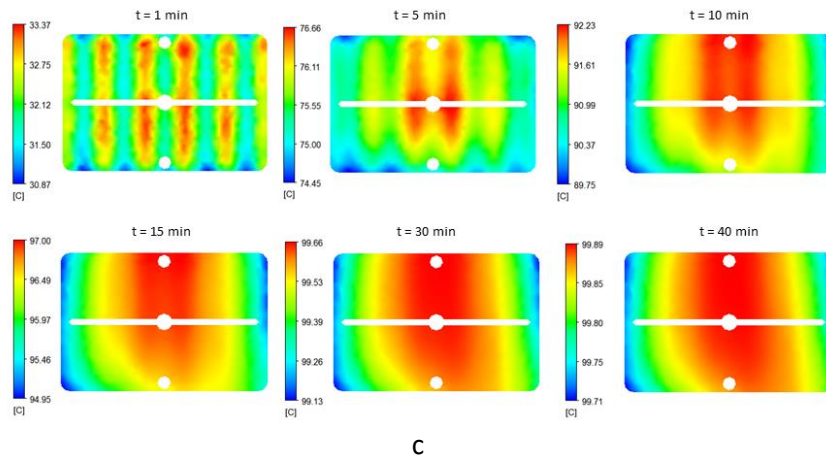 t = 1 min
33.37
32.75
32.12
31.50
30.87
[C]
t = 5 min
76.66
76.11
75.55
75.00
74.45
[C]
t = 10 min
92.23
91.61
90.99
90.37
89.75
[C]
t = 15 min
97.00
96.49
95.97
95.46
94.95
[C]
t = 30 min
99.66
99.53
99.39
99.26
99.13
[C]
t = 40 min
99.89
99.85
99.80
99.75
99.71
[C]
C